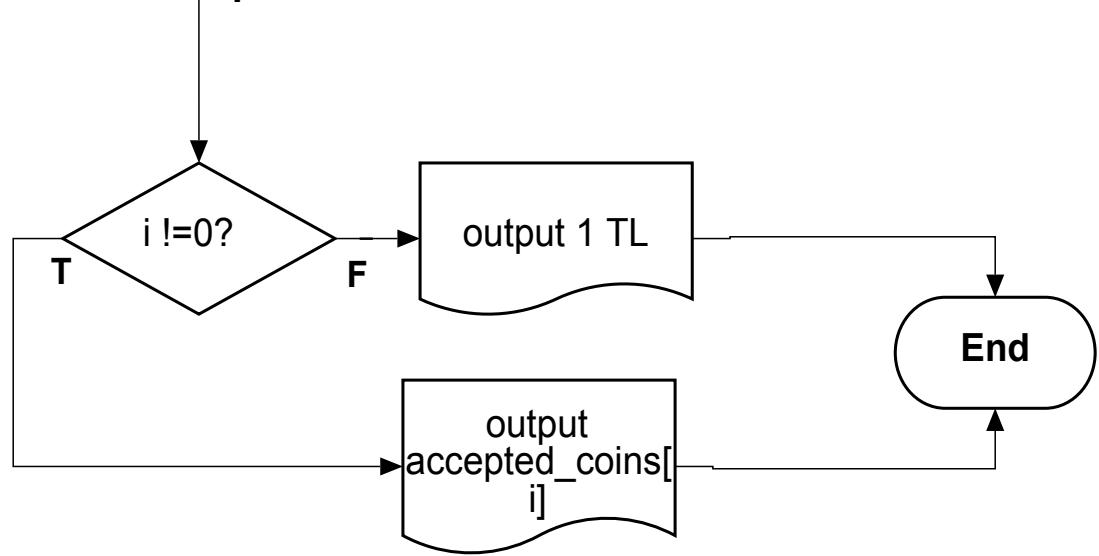 i !=0?
T
F
output 1 TL
End
output
accepted_coins[
i]